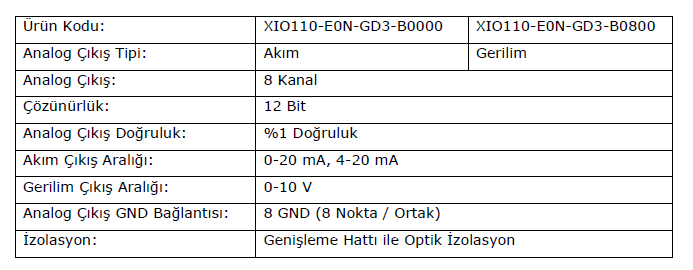 Ürün Kodu: XIO110-E0N-GD3-B0000 XIO110-E0N-GD3-B0800
Analog Çıkış Tipi: Akım Gerilim
Analog Çıkış: 8 Kanal
Çözünürlük: 12 Bit
Analog Çıkış Doğruluk: %1 Doğruluk
Akım Çıkış Aralığı: 0-20 mA, 4-20 mA
Gerilim Çıkış Aralığı: 0-10 V
Analog Çıkış GND Bağlantısı: 8 GND (8 Nokta / Ortak)
İzolasyon: Genişleme Hattı ile Optik İzolasyon